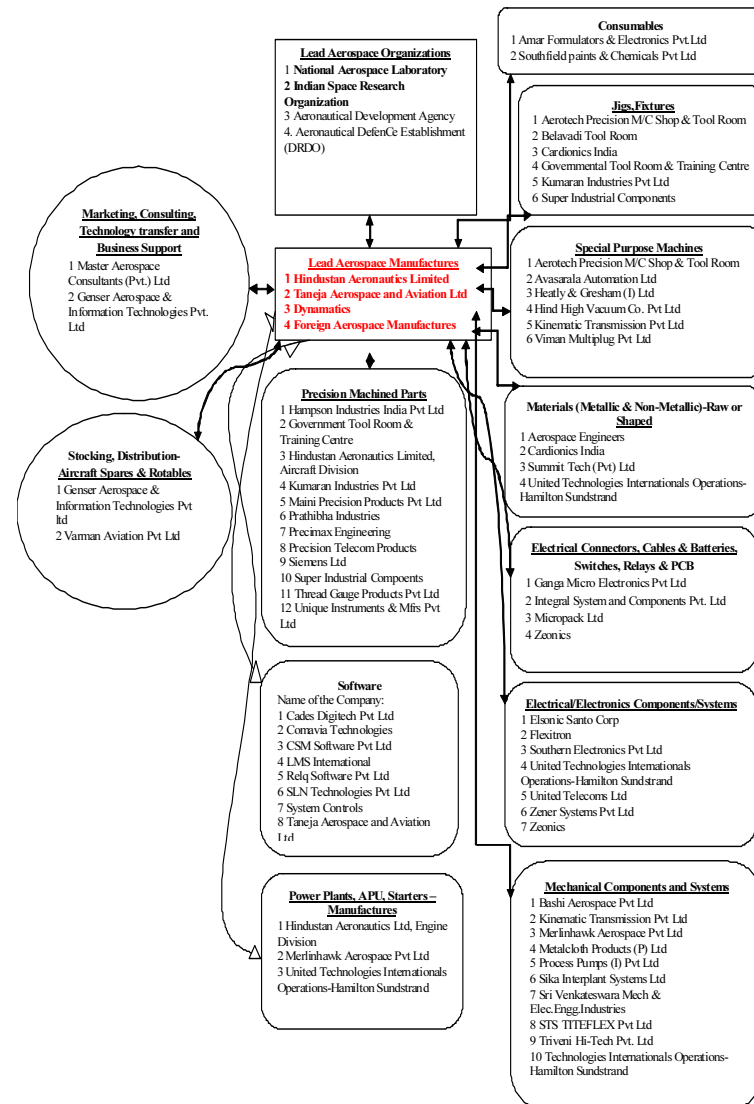 Lead Aerospace Organizations
1 National Aerospace Laboratory
2 Indian Space Research
Organization
3 Aeronautical Development Agency
4. Aeronautical DefenCe Establishment
(DRDO)
Consumables
1 Amar Formulators & Electronics Pvt.Ltd
2 Southfield paints & Chemicals Pvt Ltd
Jigs,Fixtures
1 Aerotech Precision M/C Shop & Tool Room
2 Belavadi Tool Room
3 Cardionics India
4 Governmental Tool Room & Training Centre
5 Kumaran Industries Pvt Ltd
6 Super Industrial Components
Marketing, Consulting,
Technology transfer and
Business Support
1 Master Aerospace
Consultants (Pvt.) Ltd
2 Genser Aerospace &
Information Technologies Pvt.
Ltd
Lead Aerospace Manufactures
1 Hindustan Aeronautics Limited
2 Taneja Aerospace and Aviation Ltd
3 Dynamatics
4 Foreign Aerospace Manufactures
Special Purpose Machines
1 Aerotech Precision M/C Shop & Tool Room
2 Avasarala Automation Ltd
3 Heatly & Gresham (I) Ltd
4 Hind High Vacuum Co. Pvt Ltd
5 Kinematic Transmission Pvt Ltd
6 Viman Multiplug Pvt Ltd
Stocking, Distribution-
Aircraft Spares & Rotables
1 Genser Aerospace &
Information Technologies Pvt
ltd
2 Varman Aviation Pvt Ltd
Precision Machined Parts
1 Hampson Industries India Pvt Ltd
2 Government Tool Room &
Training Centre
3 Hindustan Aeronautics Limited,
Aircraft Division
4 Kumaran Industries Pvt Ltd
5 Maini Precision Products Pvt Ltd
6 Prathibha Industries
7 Precimax Engineering
8 Precision Telecom Products
9 Siemens Ltd
10 Super Industrial Compoents
11 Thread Gauge Products Pvt Ltd
12 Unique Instruments & Mfrs Pvt
Ltd
Materials (Metallic & Non-Metallic)-Raw or
Shaped
1 Aerospace Engineers
2 Cardionics India
3 Summit Tech (Pvt) Ltd
4 United Technologies Internationals Operations-
Hamilton Sundstrand
Electrical Connectors, Cables & Batteries,
Switches, Relays & PCB
1 Ganga Micro Electronics Pvt Ltd
2 Integral System and Components Pvt. Ltd
3 Micropack Ltd
4 Zeonics
Software
Name of the Company:
1 Cades Digitech Pvt Ltd
2 Comavia Technologies
3 CSM Software Pvt Ltd
4 LMS International
5 Relq Software Pvt Ltd
6 SLN Technologies Pvt Ltd
7 System Controls
8 Taneja Aerospace and Aviation
Ltd
Electrical/Electronics Components/Systems
1 Elsonic Santo Corp
2 Flexitron
3 Southern Electronics Pvt Ltd
4 United Technologies Internationals
Operations-Hamilton Sundstrand
5 United Telecoms Ltd
6 Zener Systems Pvt Ltd
7 Zeonics
Power Plants, APU, Starters –
Manufactures
1 Hindustan Aeronautics Ltd, Engine
Division
2 Merlinhawk Aerospace Pvt Ltd
3 United Technologies Internationals
Operations-Hamilton Sundstrand
Mechanical Components and Systems
1 Bashi Aerospace Pvt Ltd
2 Kinematic Transmission Pvt Ltd
3 Merlinhawk Aerospace Pvt Ltd
4 Metalcloth Products (P) Ltd
5 Process Pumps (I) Pvt Ltd
6 Sika Interplant Systems Ltd
7 Sri Venkateswara Mech &
Elec.Engg.Industries
8 STS TITEFLEX Pvt Ltd
9 Triveni Hi-Tech Pvt. Ltd
10 Technologies Internationals Operations-
Hamilton Sundstrand